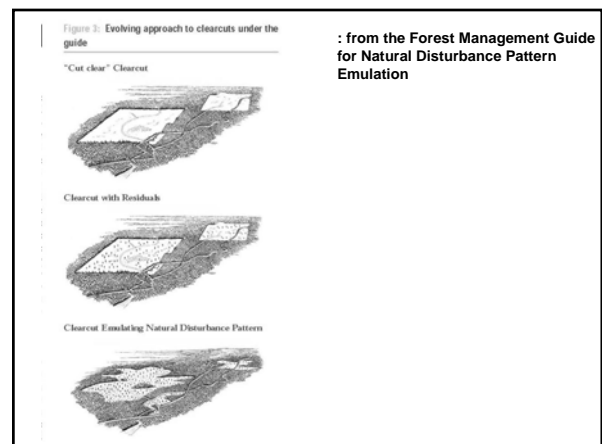 Figure 2: Evolving approach to clearcuts under the
guide
"Cut clear" Clearcut
Clearcut with Residuals
Clearcut Emulating Natural Disturbance Pattern
: from the Forest Management Guide
for Natural Disturbance Pattern
Emulation